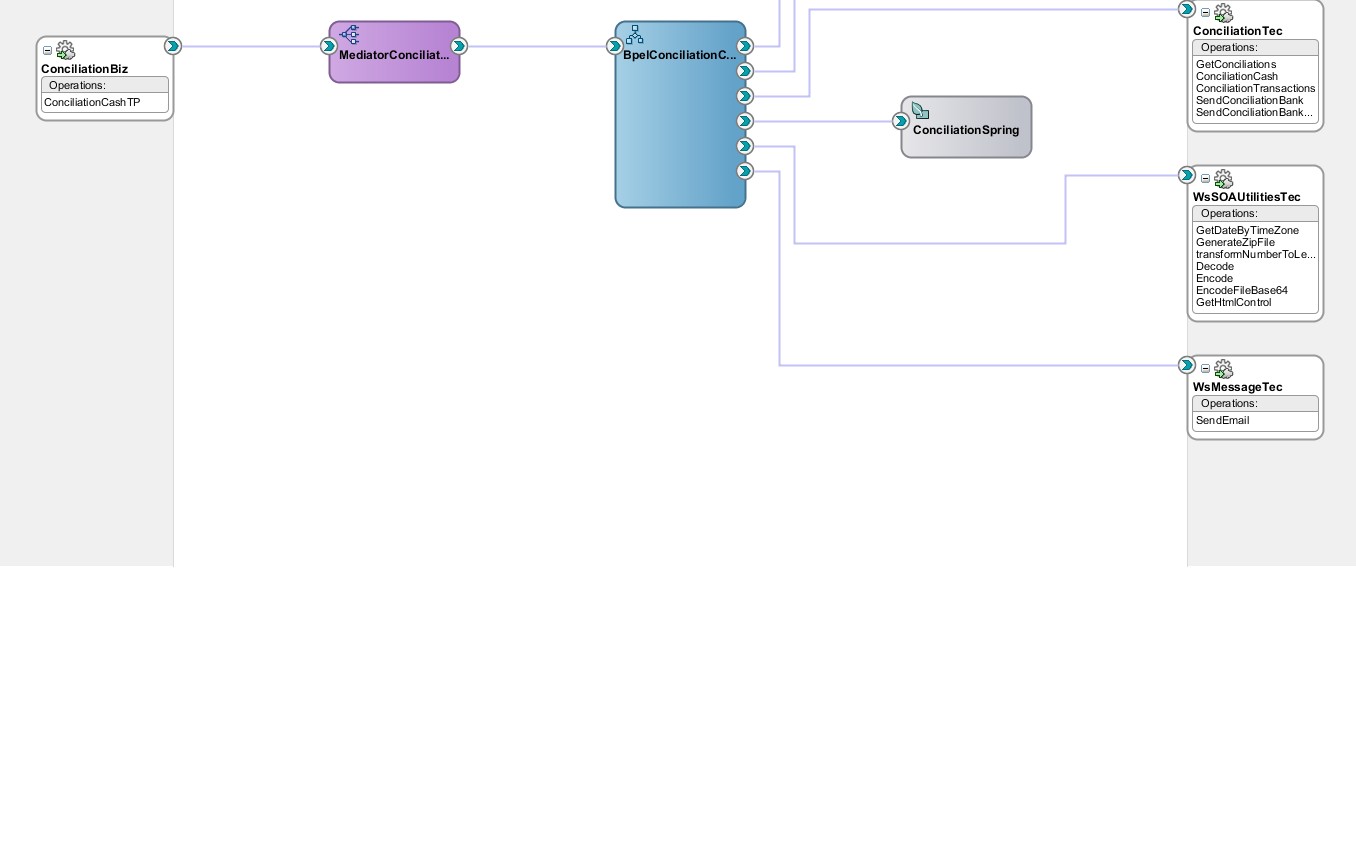 ConciliationBiz
Operations:
ConciliationCashTP
MediatorConciliat...
BpelConciliationC...
ConciliationSpring
ConciliationTec
Operations:
GetConciliations
ConciliationCash
ConciliationTransactions
SendConciliationBank
SendConciliationBank...
WsSOAUtilitiesTec
Operations:
GetDateByTimeZone
GenerateZipFile
transformNumberToLe...
Decode
Encode
EncodeFileBase64
GetHtmlControl
WsMessageTec
Operations:
SendEmail